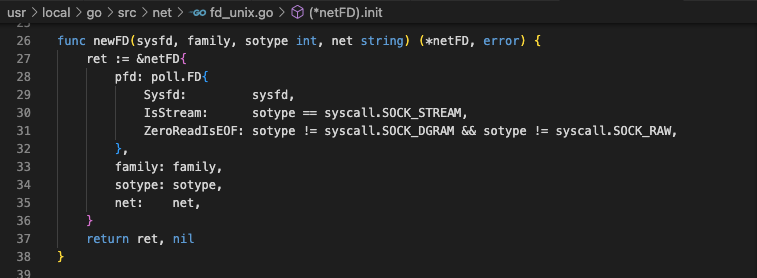 usr > local > go > src > net > fd_unix.go > (*netFD).init
26 func newFD(sysfd, family, sotype int, net string) (*netFD, error) {
27     ret := &netFD{
28         pfd: poll.FD{
29             Sysfd:         sysfd,
30             IsStream:      sotype == syscall.SOCK_STREAM,
31             ZeroReadIsEOF: sotype != syscall.SOCK_DGRAM && sotype != syscall.SOCK_RAW,
32         },
33         family: family,
34         sotype: sotype,
35         net:    net,
36     }
37     return ret, nil
38 }
39